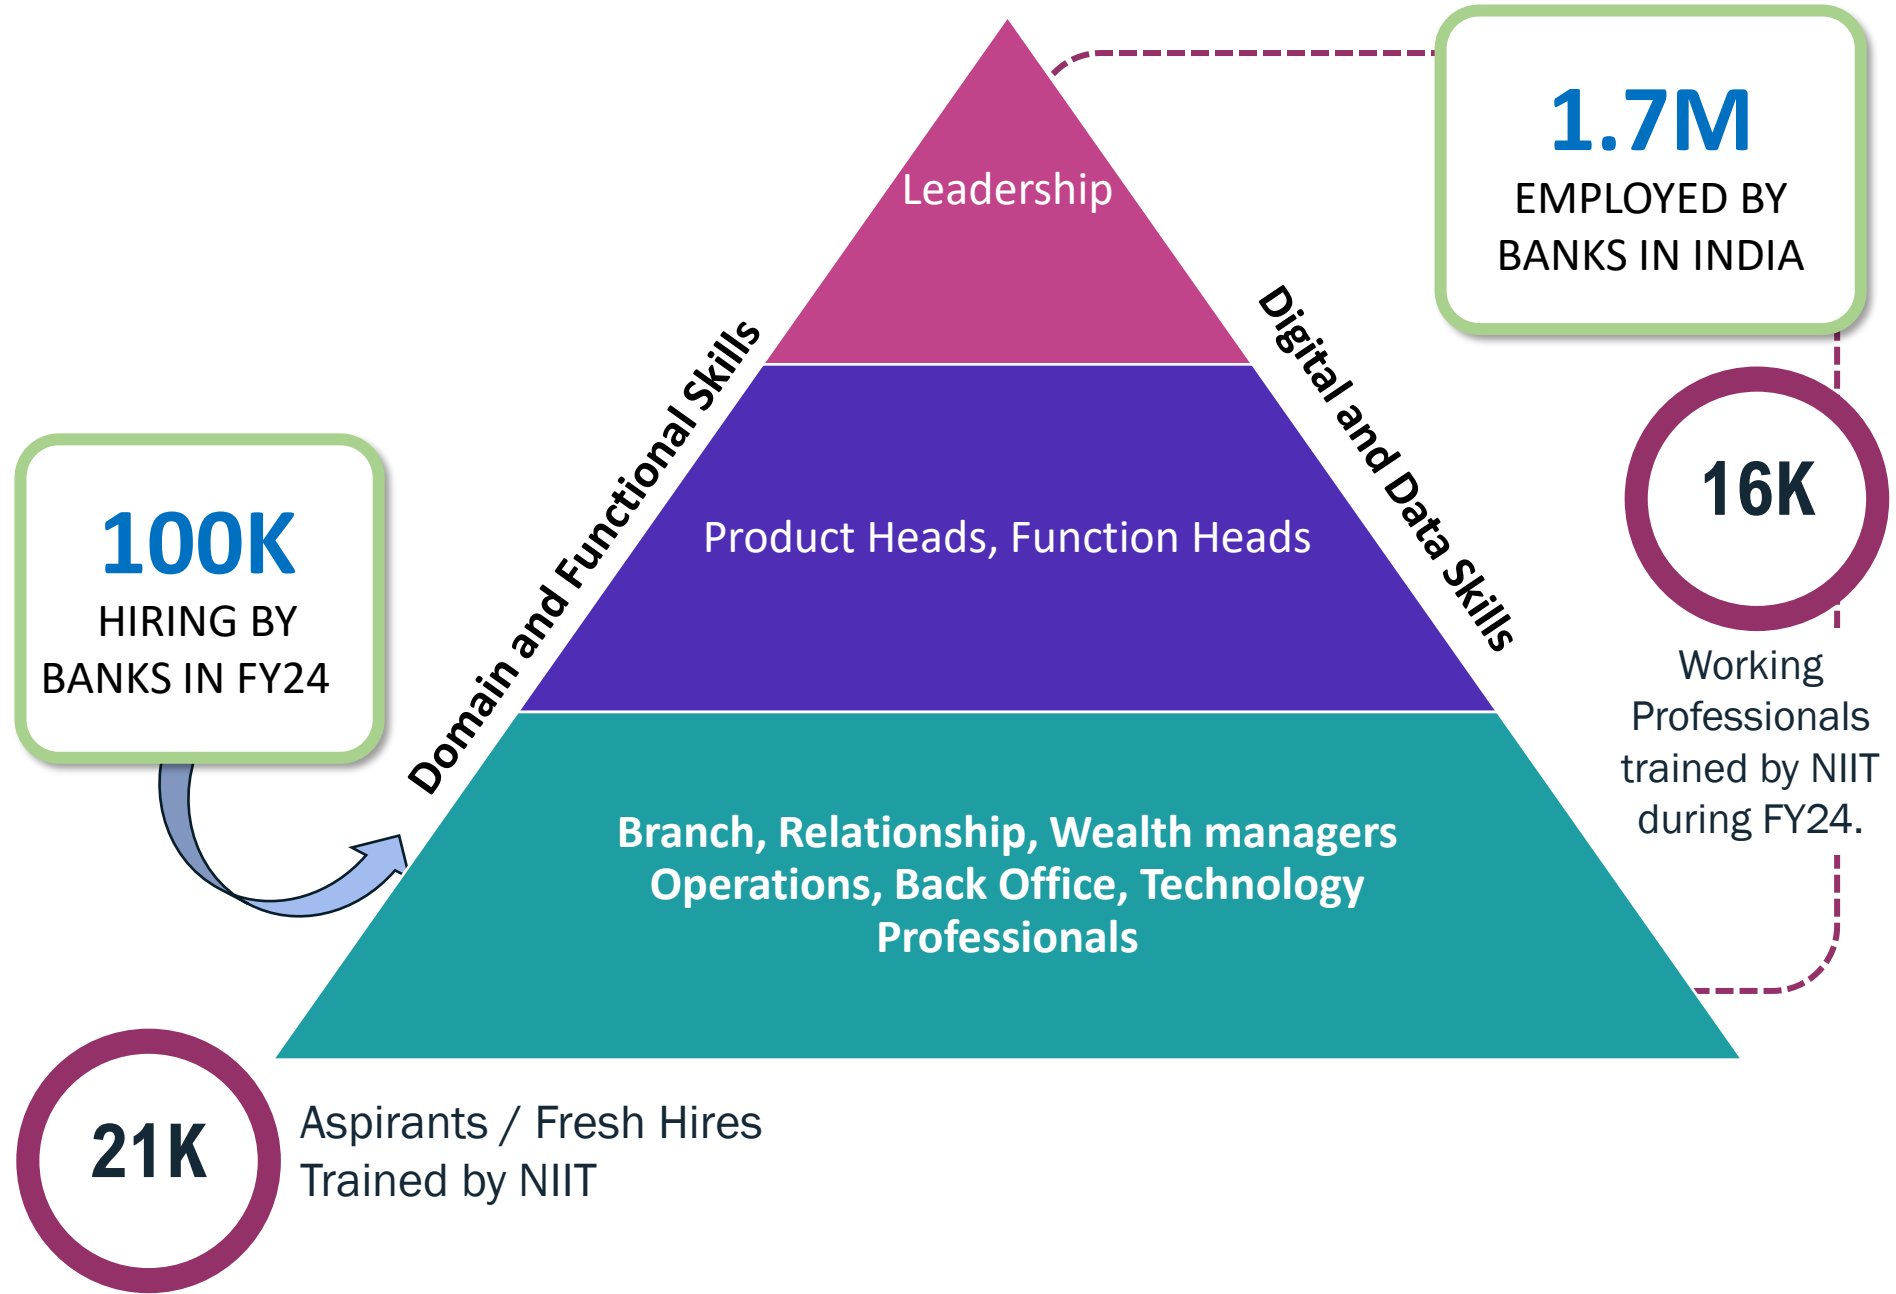 1.7M
EMPLOYED BY
BANKS IN INDIA
Leadership
Domain and Functional Skills
Digital and Data Skills
16K
Working
Professionals
trained by NIIT
during FY24.
100K
HIRING BY
BANKS IN FY24
Product Heads, Function Heads
Branch, Relationship, Wealth managers
Operations, Back Office, Technology
Professionals
21K
Aspirants / Fresh Hires
Trained by NIIT